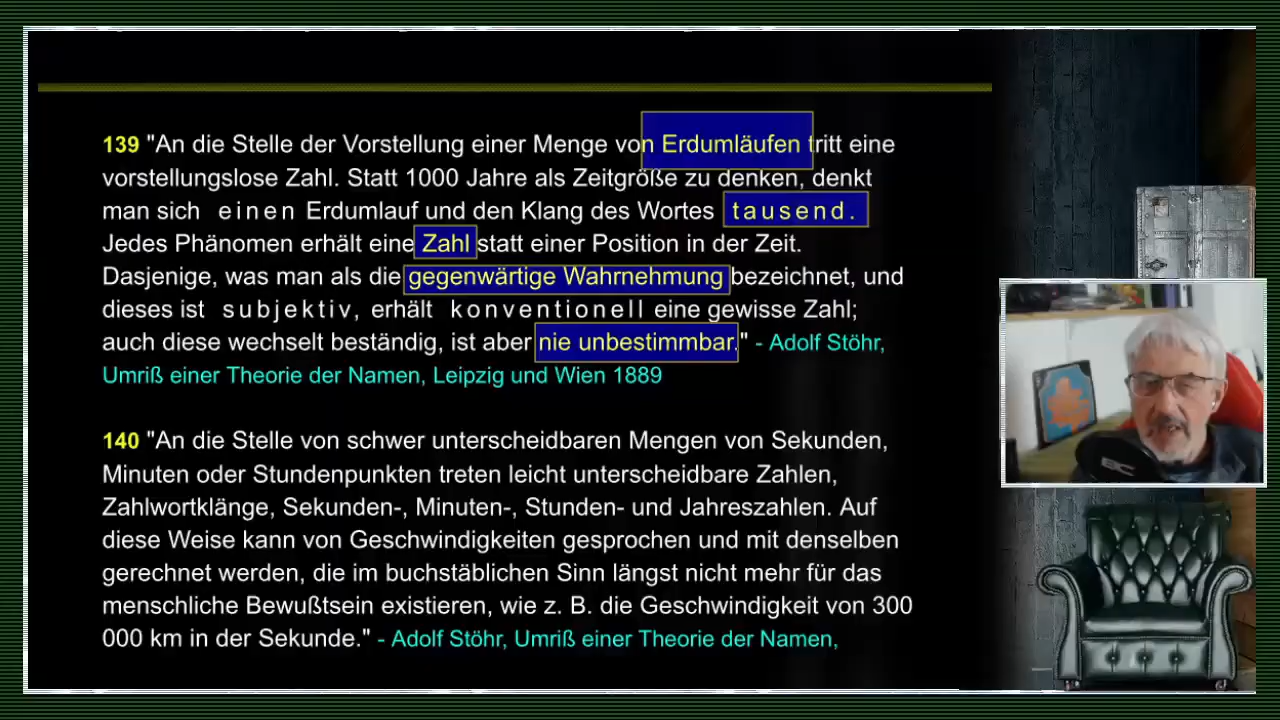 139 "An die Stelle der Vorstellung einer Menge von Erdumläufen tritt eine
vorstellungslose Zahl. Statt 1000 Jahre als Zeitgröße zu denken, denkt
man sich einen Erdumlauf und den Klang des Wortes tausend.
Jedes Phänomen erhält eine Zahl statt einer Position in der Zeit.
Dasjenige, was man als die gegenwärtige Wahrnehmung bezeichnet, und
dieses ist subjektiv, erhält konventionell eine gewisse Zahl;
auch diese wechselt beständig, ist aber nie unbestimmbar." - Adolf Stöhr,
Umriß einer Theorie der Namen, Leipzig und Wien 1889
140 "An die Stelle von schwer unterscheidbaren Mengen von Sekunden,
Minuten oder Stundenpunkten treten leicht unterscheidbare Zahlen,
Zahlwortklänge, Sekunden-, Minuten-, Stunden- und Jahreszahlen. Auf
diese Weise kann von Geschwindigkeiten gesprochen und mit denselben
gerechnet werden, die im buchstäblichen Sinn längst nicht mehr für das
menschliche Bewußtsein existieren, wie z. B. die Geschwindigkeit von 300
000 km in der Sekunde." - Adolf Stöhr, Umriß einer Theorie der Namen,